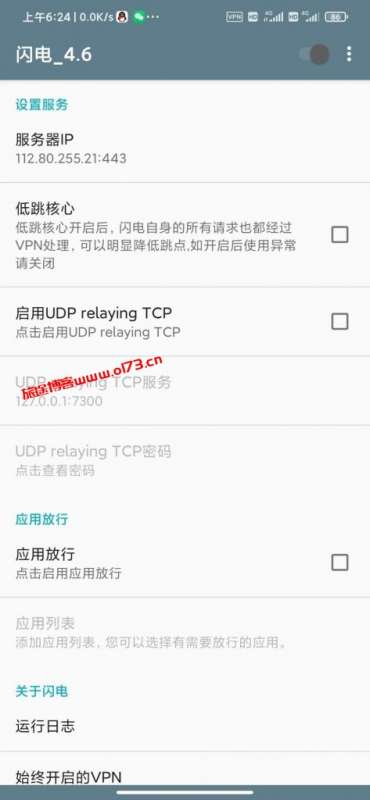 上午6:24 | 0.0K/s
VPN HD 4G HD 4G 86
闪电_4.6
设置服务
服务器IP
112.80.255.21:443
低跳核心
低跳核心开启后，闪电自身的所有请求也都经过
VPN处理，可以明显降低跳点,如开启后使用异常
请关闭
启用UDP relaying TCP
点击启用UDP relaying TCP
旅途博客www.ol73.cn
UDP relaying TCP服务
127.0.0.1:7300
UDP relaying TCP密码
点击查看密码
应用放行
应用放行
点击启用应用放行
应用列表
添加应用列表，您可以选择有需要放行的应用。
关于闪电
运行日志
始终开启的VPN